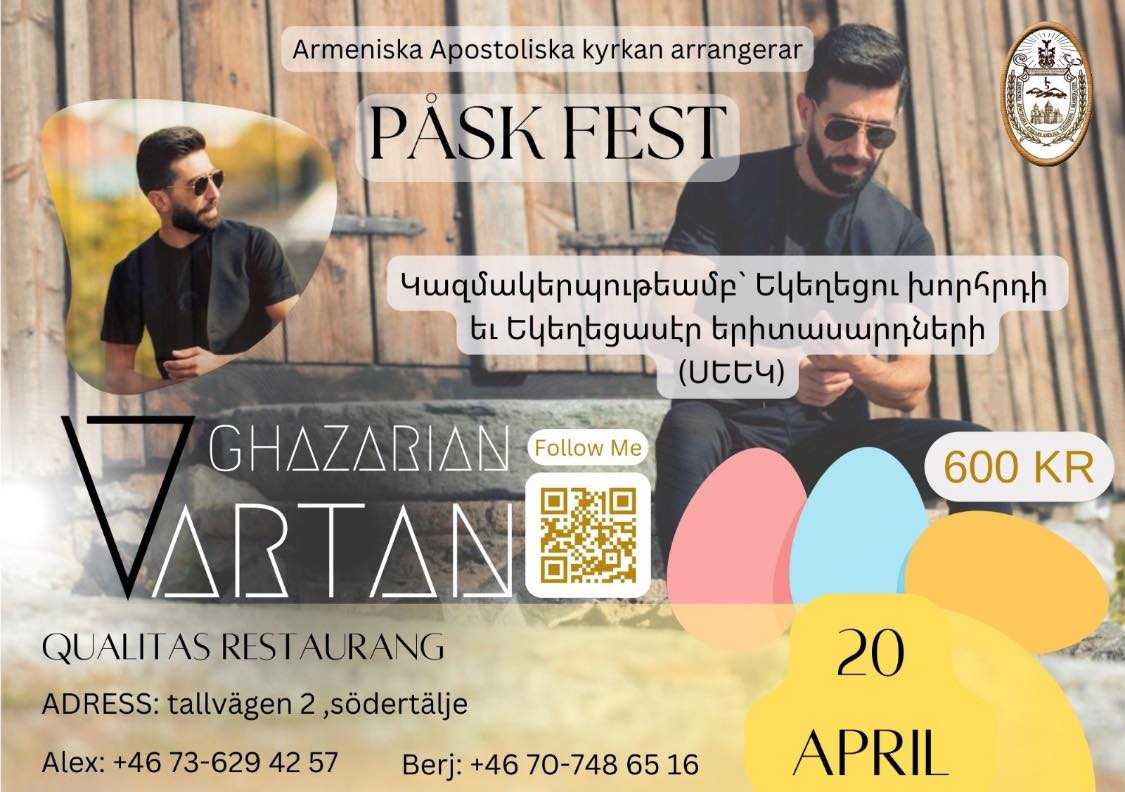 Armeniska Apostoliska kyrkan arrangerar
PÅSK FEST
Կազմակերպութեամբ՝ Եկեղեցու խորհրդի
եւ Եկեղեցասէր երիտասարդների
(ՍԵԵԿ)
GHAZARIAN
VARTAN
Follow Me
600 KR
QUALITAS RESTAURANG
ADRESS: tallvägen 2 ,södertälje
Alex: +46 73-629 42 57
Berj: +46 70-748 65 16
20
APRIL